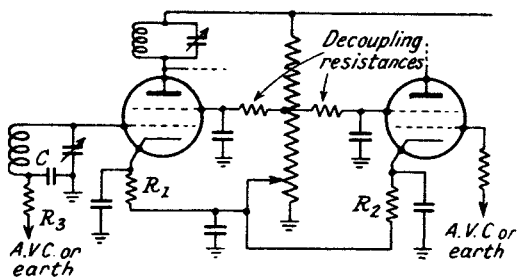 Decoupling
resistances
C
R₁
R₂
R₃
A.V.C. or
earth
A.V.C or
earth